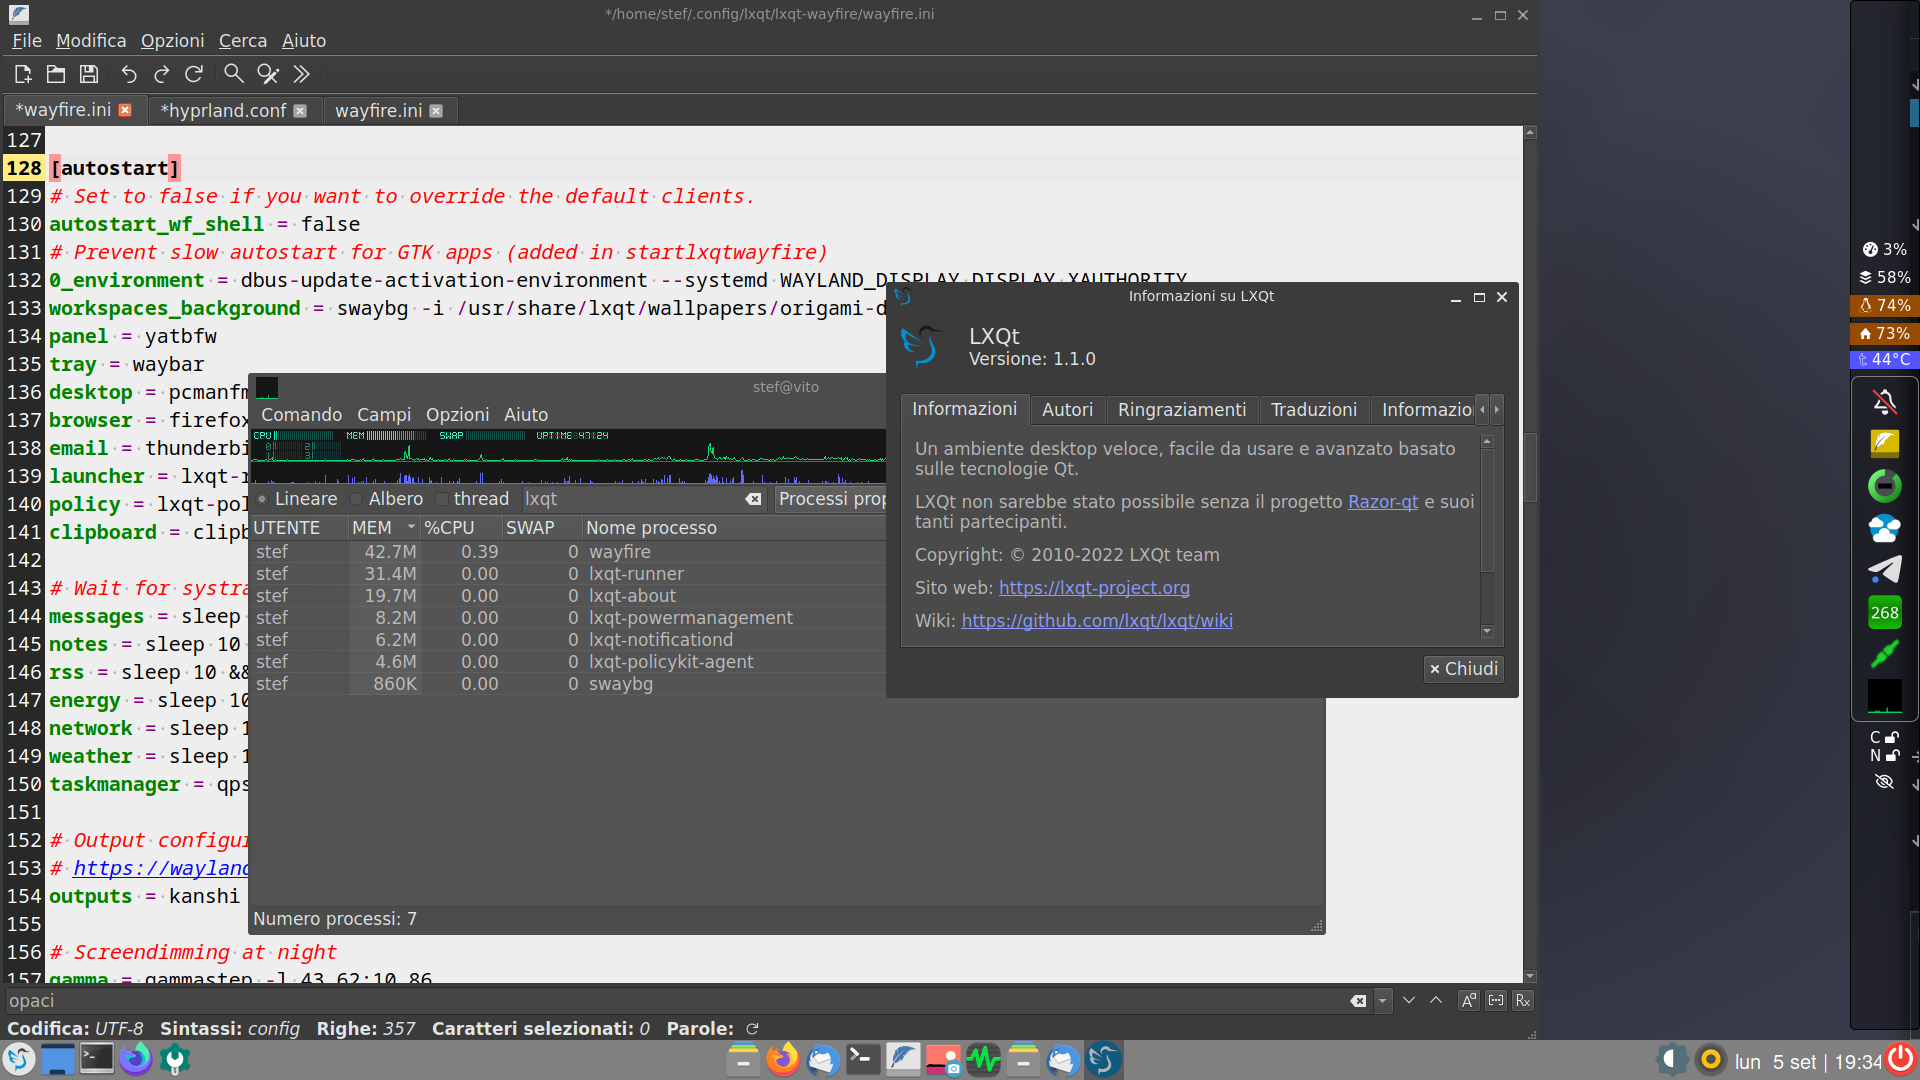 */home/stef/.config/lxqt/lxqt-wayfire/wayfire.ini
File Modifica Opzioni Cerca Aiuto
*wayfire.ini *hyprland.conf wayfire.ini
127
128 [autostart]
129 # Set to false if you want to override the default clients.
130 autostart_wf_shell = false
131 # Prevent slow autostart for GTK apps (added in startlxqtwayfire)
132 0_environment = dbus-update-activation-environment --systemd WAYLAND_DISPLAY DISPLAY XAUTHORITY
133 workspaces_background = swaybg -i /usr/share/lxqt/wallpapers/origami-d
134 panel = yatbfw
135 tray = waybar
136 desktop = pcmanfm
137 browser = firefox
138 email = thunderbi
139 launcher = lxqt-r
140 policy = lxqt-pol
141 clipboard = clipb
142
143 # Wait for systra
144 messages = sleep
145 notes = sleep 10
146 rss = sleep 10 &&
147 energy = sleep 10
148 network = sleep 1
149 weather = sleep 1
150 taskmanager = qps
151
152 # Output configur
153 # https://wayland
154 outputs = kanshi
155
156 # Screendimming at night
157 gamma = gammastep -l 43.62:10.86
opaci
Codifica: UTF-8 Sintassi: config Righe: 357 Caratteri selezionati: 0 Parole:
stef@vito
Comando Campi Opzioni Aiuto
CPU MEM SWAP UPTIME 47:24
Lineare Albero thread lxqt Processi prop
UTENTE MEM %CPU SWAP Nome processo
stef 42.7M 0.39 0 wayfire
stef 31.4M 0.00 0 lxqt-runner
stef 19.7M 0.00 0 lxqt-about
stef 8.2M 0.00 0 lxqt-powermanagement
stef 6.2M 0.00 0 lxqt-notificationd
stef 4.6M 0.00 0 lxqt-policykit-agent
stef 860K 0.00 0 swaybg
Numero processi: 7
Informazioni su LXQt
LXQt
Versione: 1.1.0
Informazioni Autori Ringraziamenti Traduzioni Informazio
Un ambiente desktop veloce, facile da usare e avanzato basato
sulle tecnologie Qt.
LXQt non sarebbe stato possibile senza il progetto Razor-qt e suoi
tanti partecipanti.
Copyright: © 2010-2022 LXQt team
Sito web: https://lxqt-project.org
Wiki: https://github.com/lxqt/lxqt/wiki
Chiudi
3%
58%
74%
73%
44°C
268
C
N
lun 5 set | 19:34